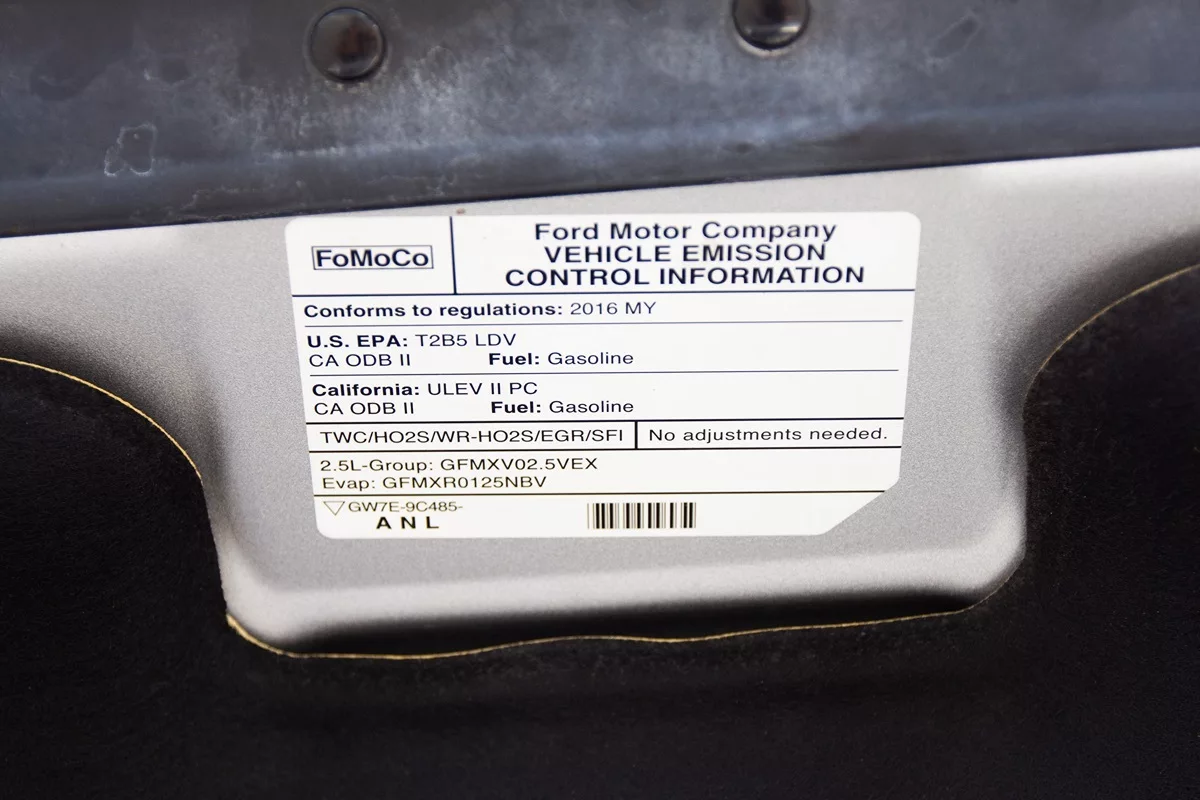 FoMoCo
Ford Motor Company
VEHICLE EMISSION
CONTROL INFORMATION
Conforms to regulations: 2016 MY
U.S. EPA: T2B5 LDV
CA ODB II Fuel: Gasoline
California: ULEV II PC
CA ODB II Fuel: Gasoline
TWC/HO2S/WR-HO2S/EGR/SFI No adjustments needed.
2.5L-Group: GFMXV02.5VEX
Evap: GFMXR0125NBV
GW7E-9C485-
A N L